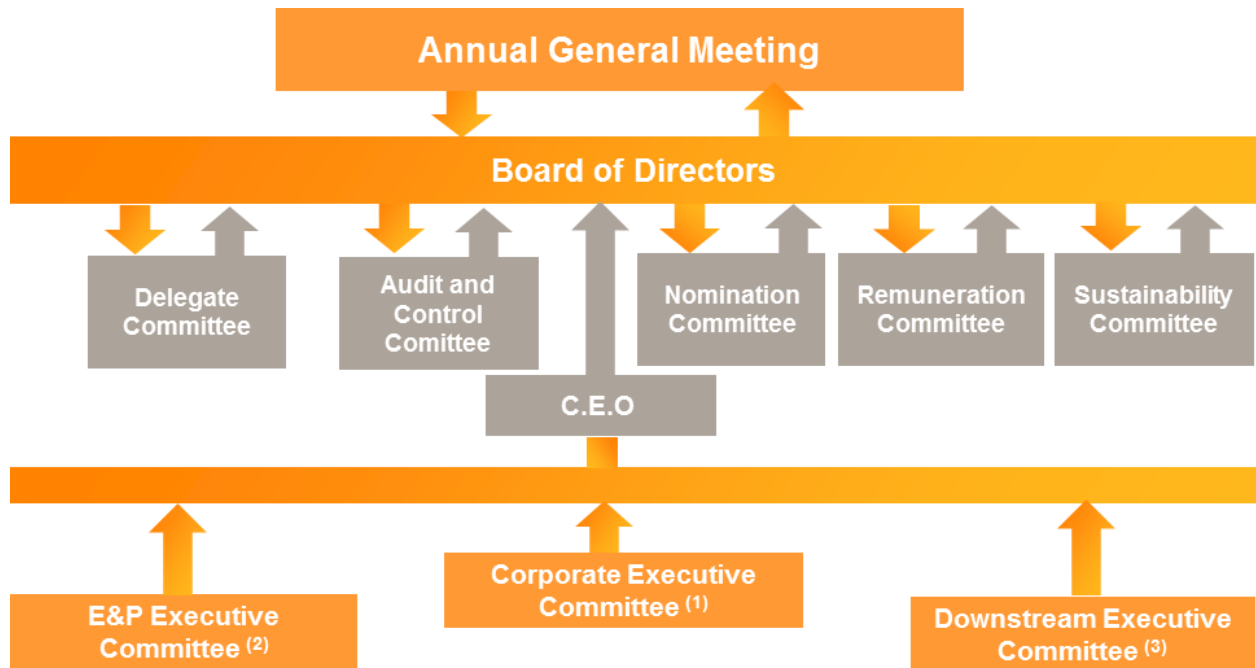 Annual General Meeting
Board of Directors
Delegate
Committee
Audit and
Control
Comittee
Nomination
Committee
Remuneration
Committee
Sustainability
Committee
C.E.O
Corporate Executive
Committee (1)
E&P Executive
Committee (2)
Downstream Executive
Committee (3)